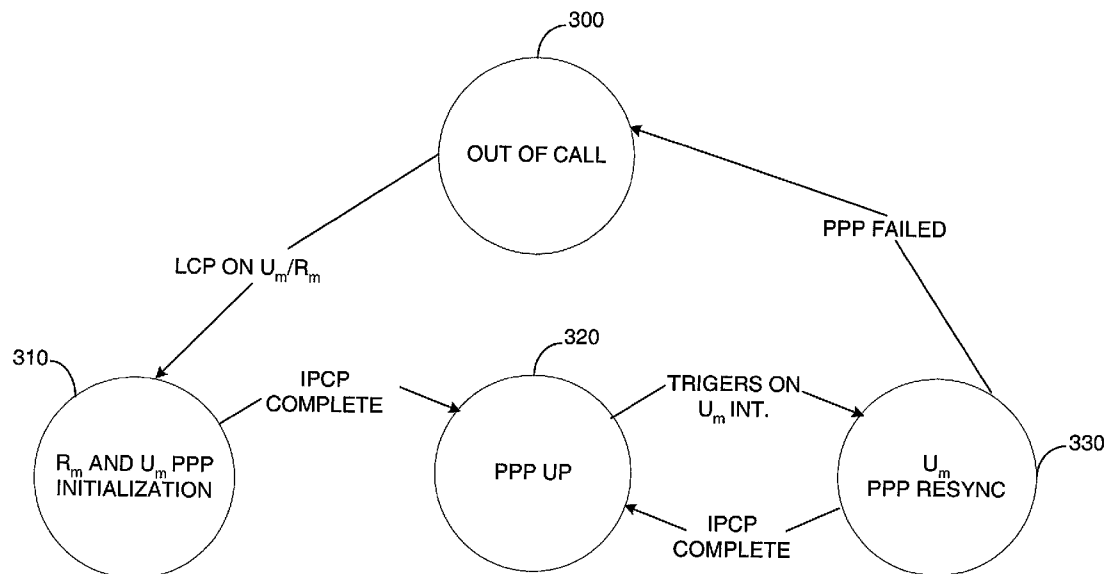 300
OUT OF CALL
PPP FAILED
LCP ON Uₘ/Rₘ
310
320
IPCP
COMPLETE
TRIGERS ON
Uₘ INT.
330
Rₘ AND Uₘ PPP
INITIALIZATION
PPP UP
Uₘ
PPP RESYNC
IPCP
COMPLETE